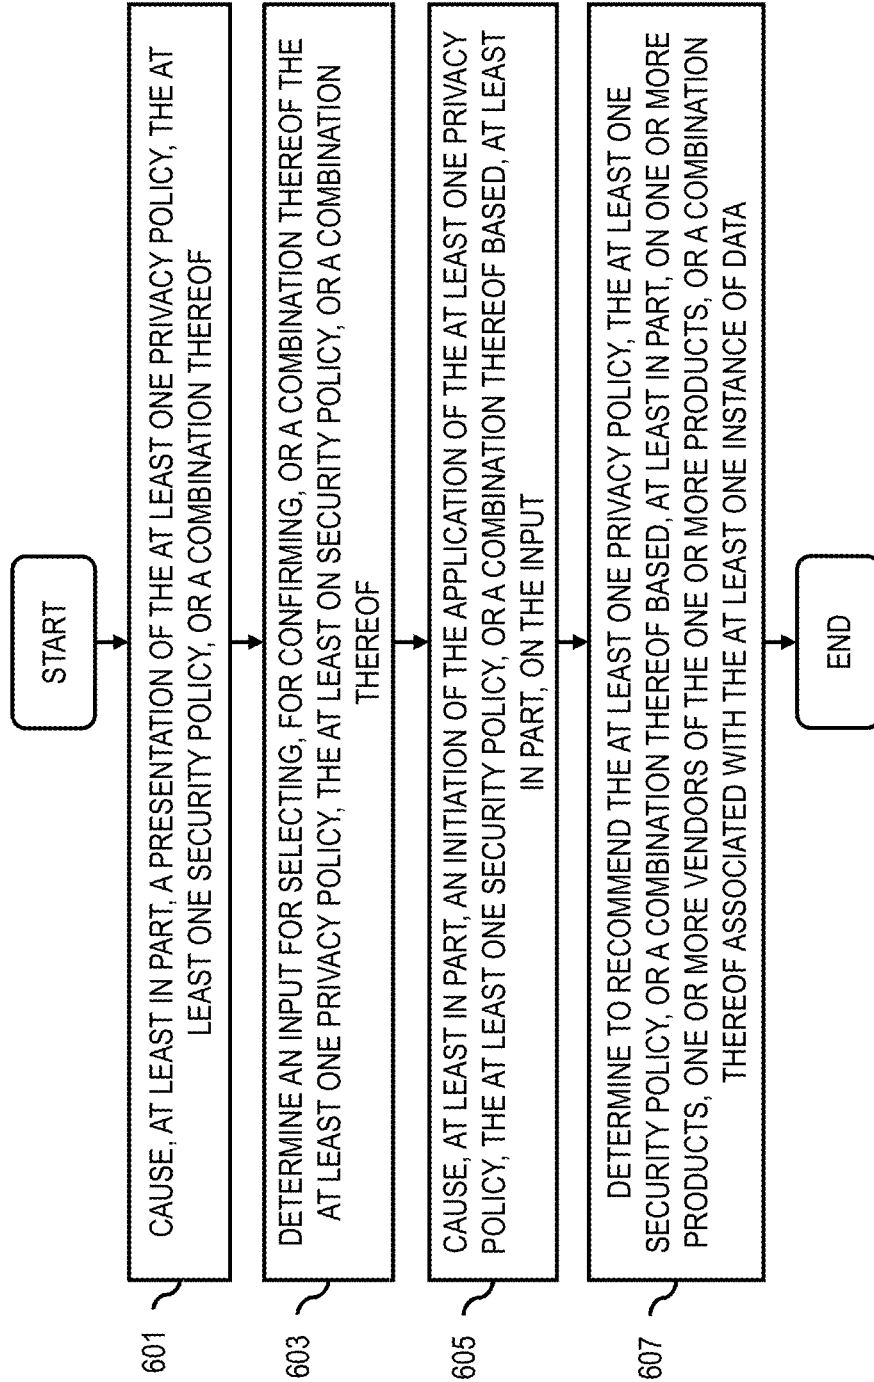 START
601
CAUSE, AT LEAST IN PART, A PRESENTATION OF THE AT LEAST ONE PRIVACY POLICY, THE AT
LEAST ONE SECURITY POLICY, OR A COMBINATION THEREOF
603
DETERMINE AN INPUT FOR SELECTING, FOR CONFIRMING, OR A COMBINATION THEREOF THE
AT LEAST ONE PRIVACY POLICY, THE AT LEAST ON SECURITY POLICY, OR A COMBINATION
THEREOF
605
CAUSE, AT LEAST IN PART, AN INITIATION OF THE APPLICATION OF THE AT LEAST ONE PRIVACY
POLICY, THE AT LEAST ONE SECURITY POLICY, OR A COMBINATION THEREOF BASED, AT LEAST
IN PART, ON THE INPUT
607
DETERMINE TO RECOMMEND THE AT LEAST ONE PRIVACY POLICY, THE AT LEAST ONE
SECURITY POLICY, OR A COMBINATION THEREOF BASED, AT LEAST IN PART, ON ONE OR MORE
PRODUCTS, ONE OR MORE VENDORS OF THE ONE OR MORE PRODUCTS, OR A COMBINATION
THEREOF ASSOCIATED WITH THE AT LEAST ONE INSTANCE OF DATA
END